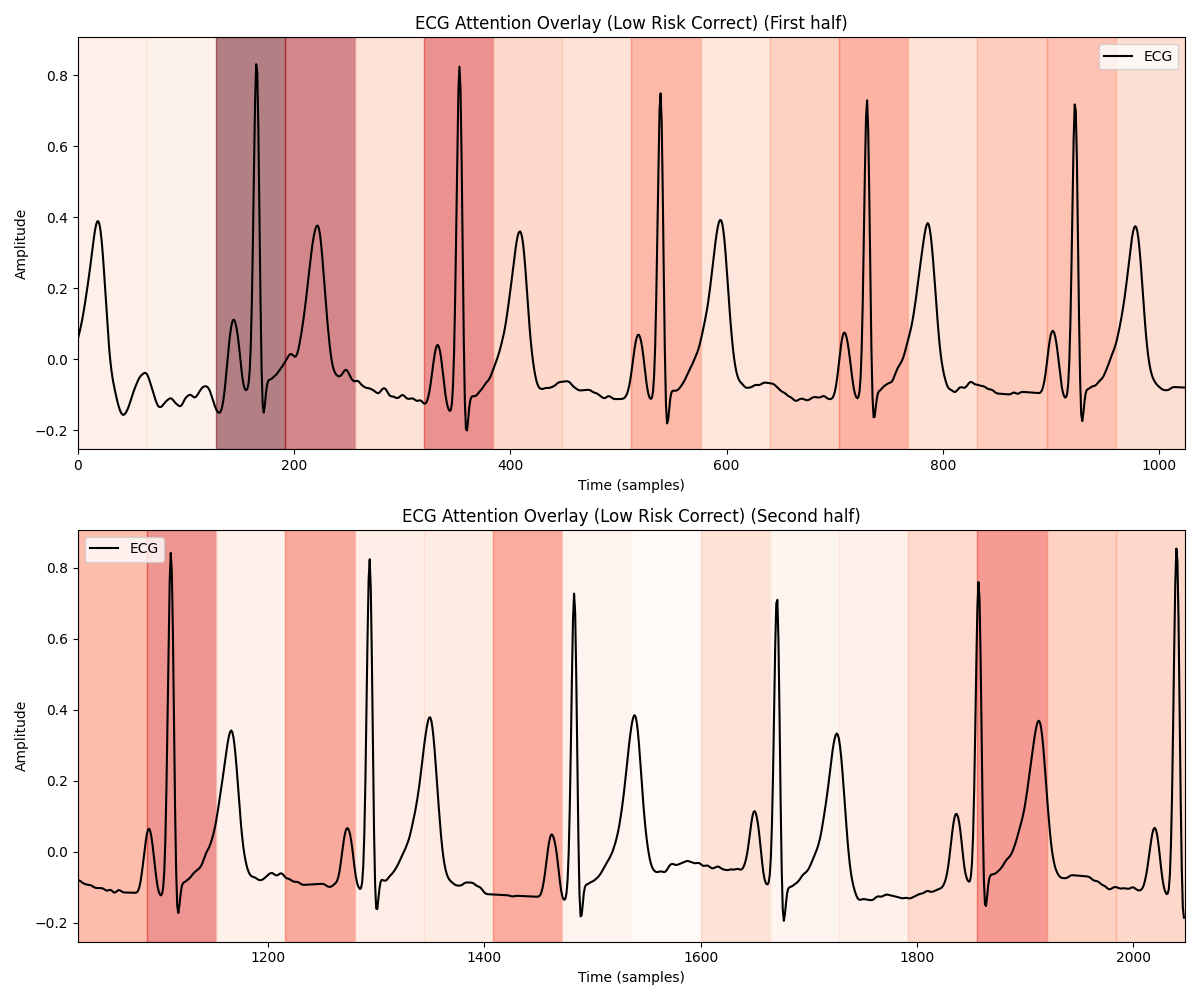 ECG Attention Overlay (Low Risk Correct) (First half)
ECG
Amplitude
0.8
0.6
0.4
0.2
0.0
−0.2
0 200 400 600 800 1000
Time (samples)
ECG Attention Overlay (Low Risk Correct) (Second half)
ECG
Amplitude
0.8
0.6
0.4
0.2
0.0
−0.2
1200 1400 1600 1800 2000
Time (samples)